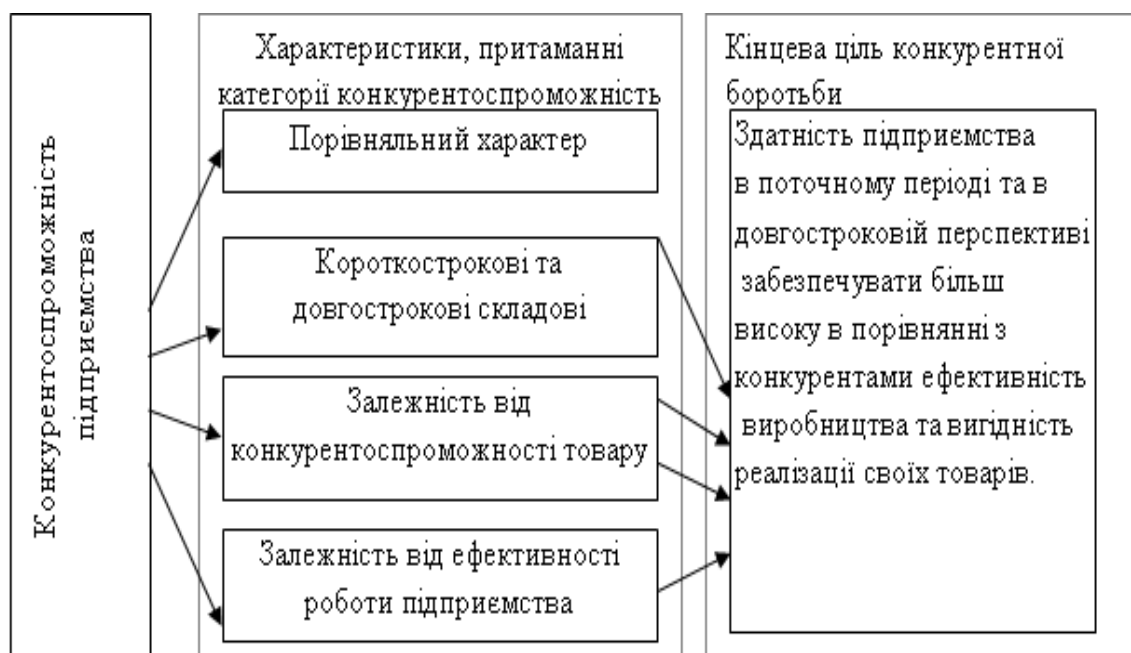 Конкурентоспроможність
підприємства
Характеристики, притаманні
категорії конкурентоспроможність
Порівняльний характер
Короткострокові та
довгострокові складові
Залежність від
конкурентоспроможності товару
Залежність від ефективності
роботи підприємства
Кінцева ціль конкурентної
боротьби
Здатність підприємства
в поточному періоді та в
довгостроковій перспективі
забезпечувати більш
високу в порівнянні з
конкурентами ефективність
виробництва та вигідність
реалізації своїх товарів.